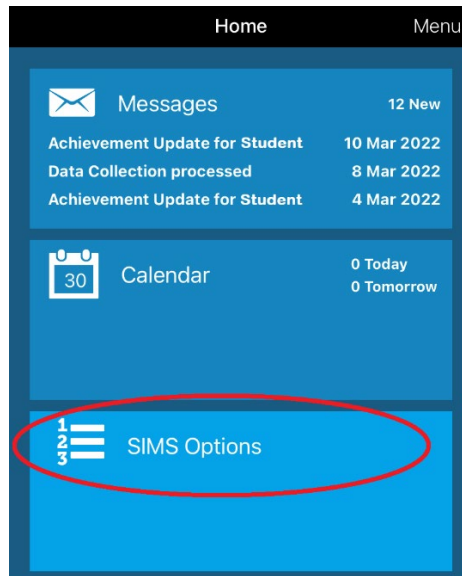 Home Menu
Messages 12 New
Achievement Update for Student 10 Mar 2022
Data Collection processed 8 Mar 2022
Achievement Update for Student 4 Mar 2022
30 Calendar 0 Today
0 Tomorrow
1
2
3
SIMS Options